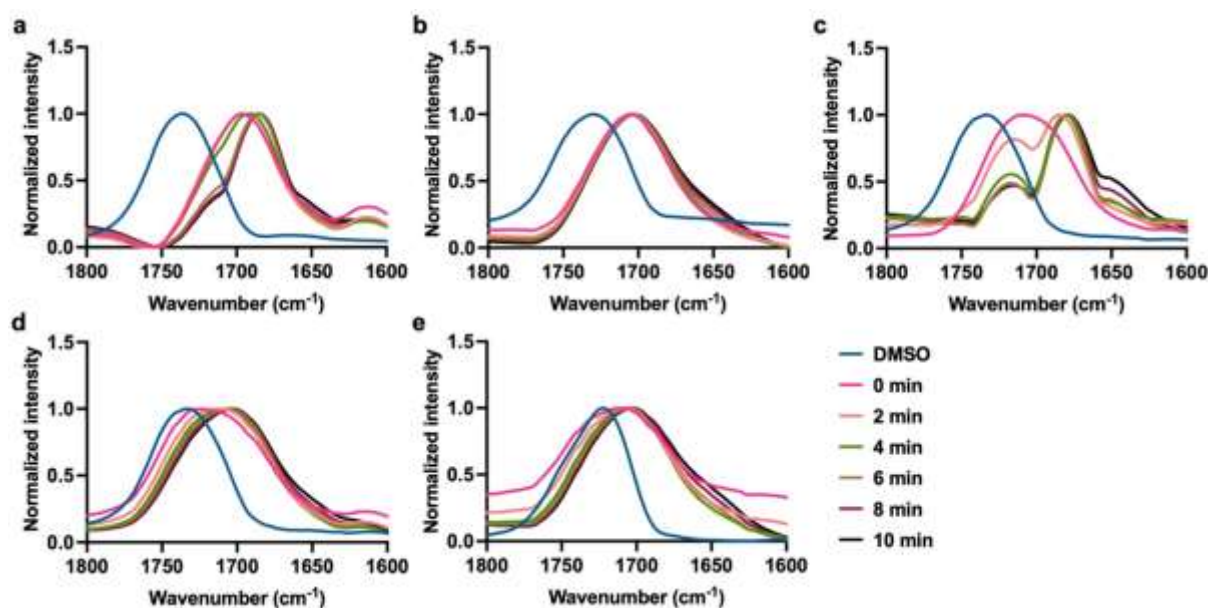 a
Normalized intensity
1.5
1.0
0.5
0.0
1800 1750 1700 1650 1600
Wavenumber (cm-1)
b
Normalized intensity
1.5
1.0
0.5
0.0
1800 1750 1700 1650 1600
Wavenumber (cm-1)
c
Normalized intensity
1.5
1.0
0.5
0.0
1800 1750 1700 1650 1600
Wavenumber (cm-1)
d
Normalized intensity
1.5
1.0
0.5
0.0
1800 1750 1700 1650 1600
Wavenumber (cm-1)
e
Normalized intensity
1.5
1.0
0.5
0.0
1800 1750 1700 1650 1600
Wavenumber (cm-1)
DMSO
0 min
2 min
4 min
6 min
8 min
10 min